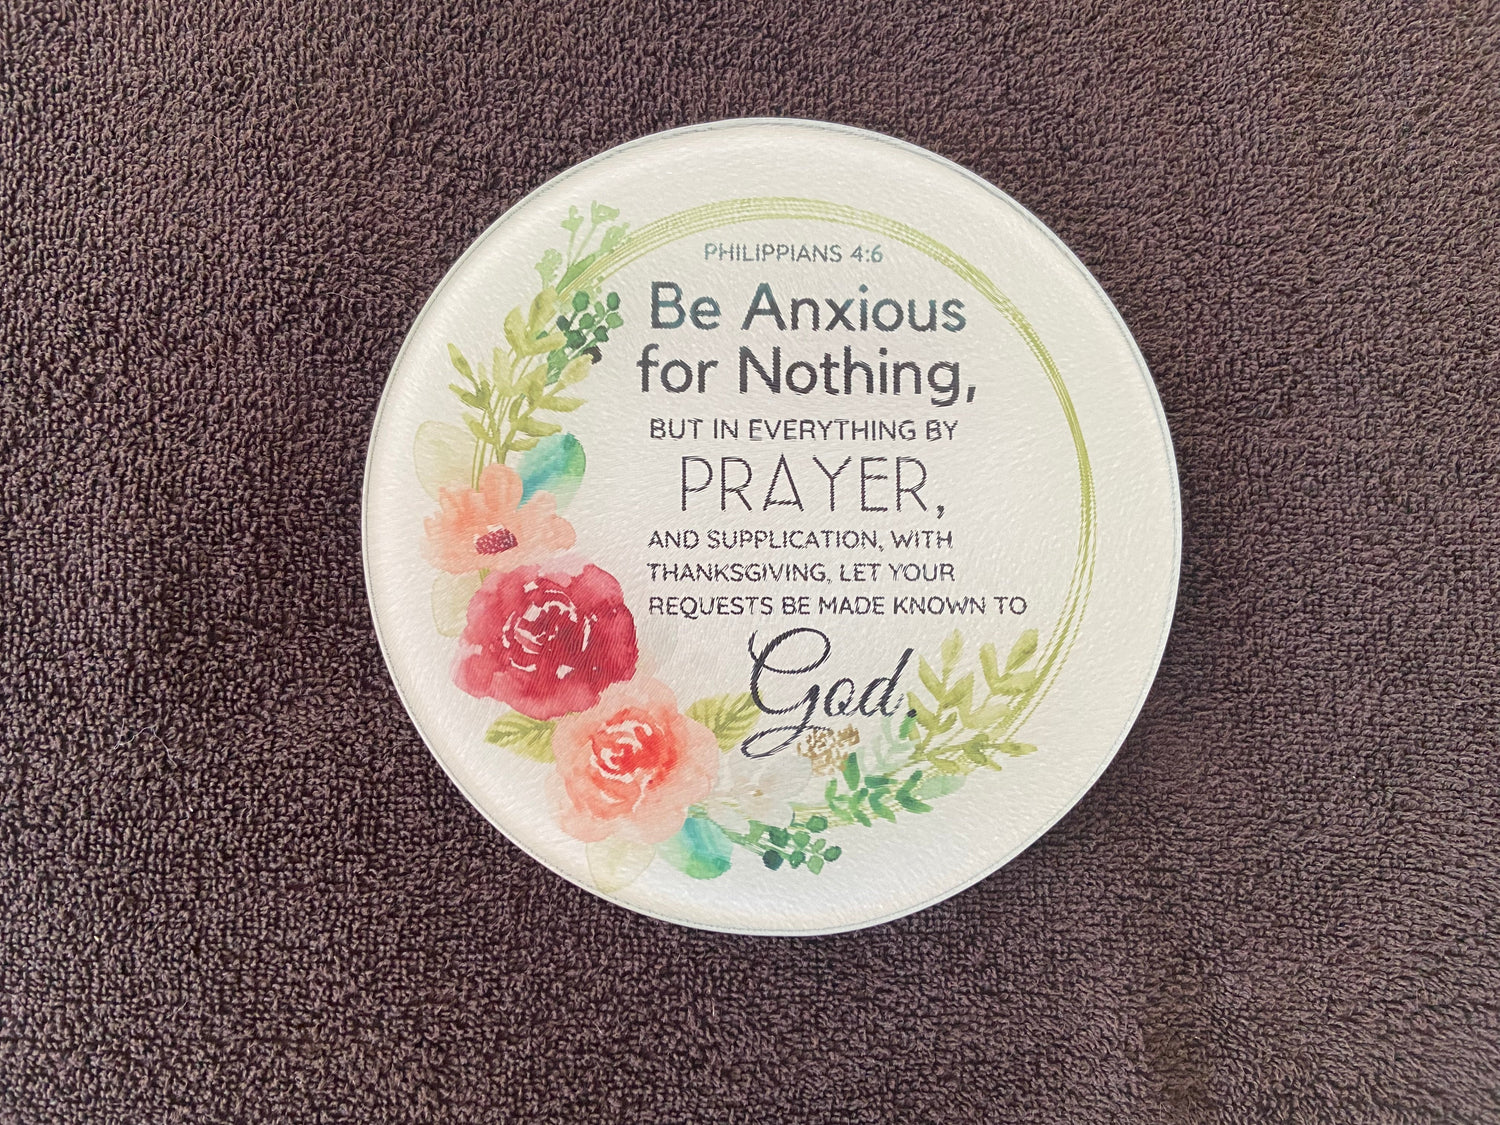 PHILIPPIANS 4:6
Be Anxious
for Nothing,
BUT IN EVERYTHING BY
PRAYER,
AND SUPPLICATION, WITH
THANKSGIVING, LET YOUR
REQUESTS BE MADE KNOWN TO
God.